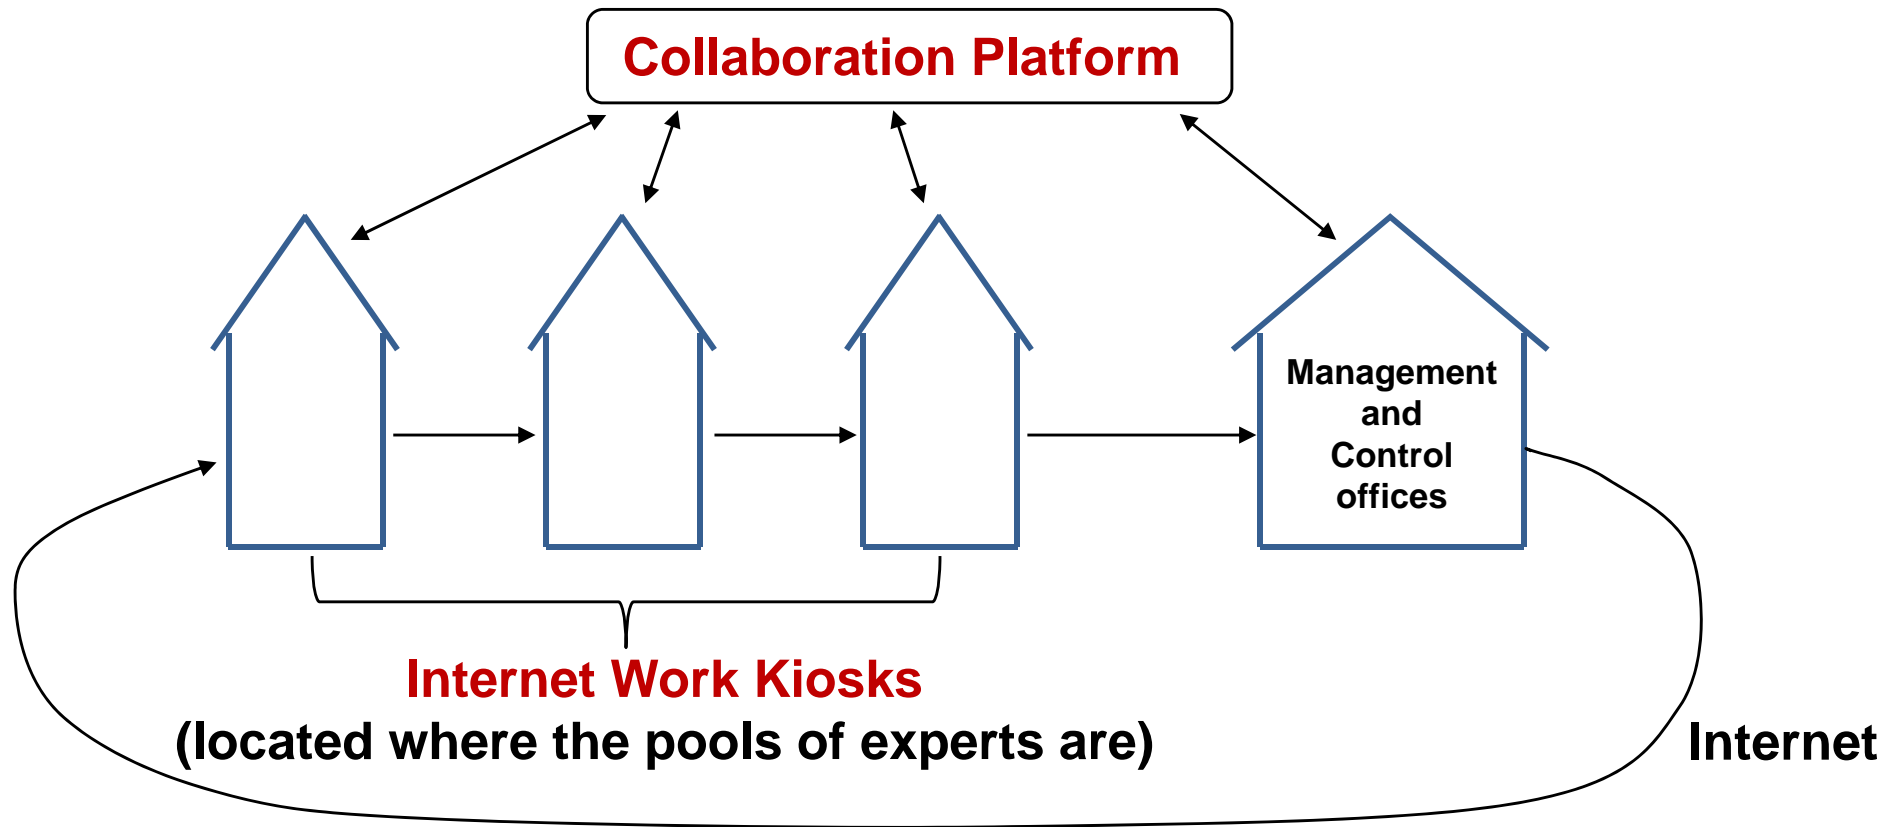 Collaboration Platform
Management
and
Control
offices
Internet Work Kiosks
(located where the pools of experts are)
Internet